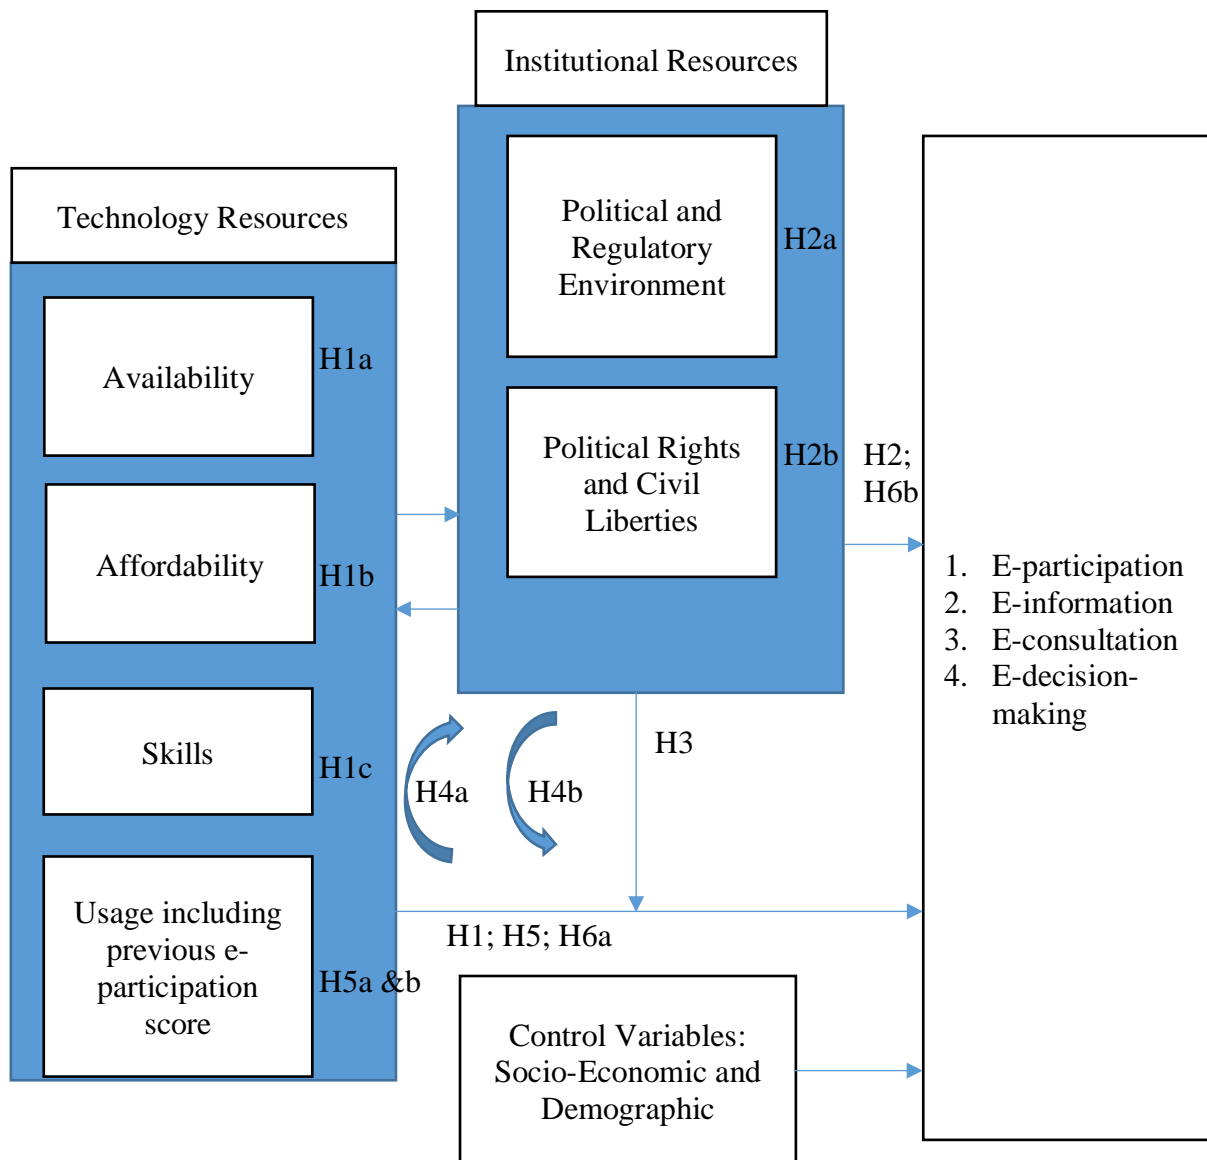 Institutional Resources
Technology Resources
Political and
Regulatory
Environment
H2a
Availability
H1a
Political Rights
and Civil
Liberties
H2b
H2;
H6b
Affordability
H1b
1. E-participation
2. E-information
3. E-consultation
4. E-decision-
making
Skills
H1c
H3
H4a
H4b
Usage including
previous e-
participation
score
H5a &b
H1; H5; H6a
Control Variables:
Socio-Economic and
Demographic